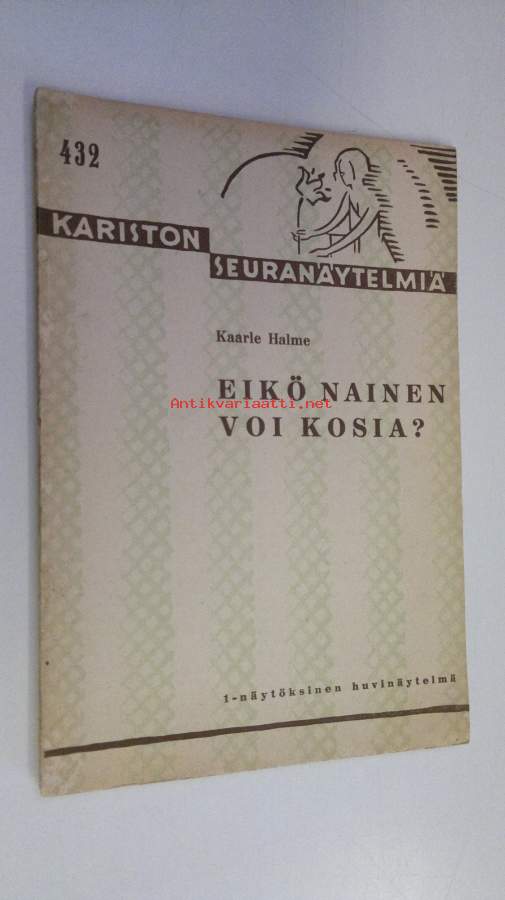 432
KARISTON
SEURANÄYTELMIÄ
Kaarle Halme
EIKÖ NAINEN
Antikvariaatti.net
VOI KOSIA?
1-näytöksinen huvinäytelmä